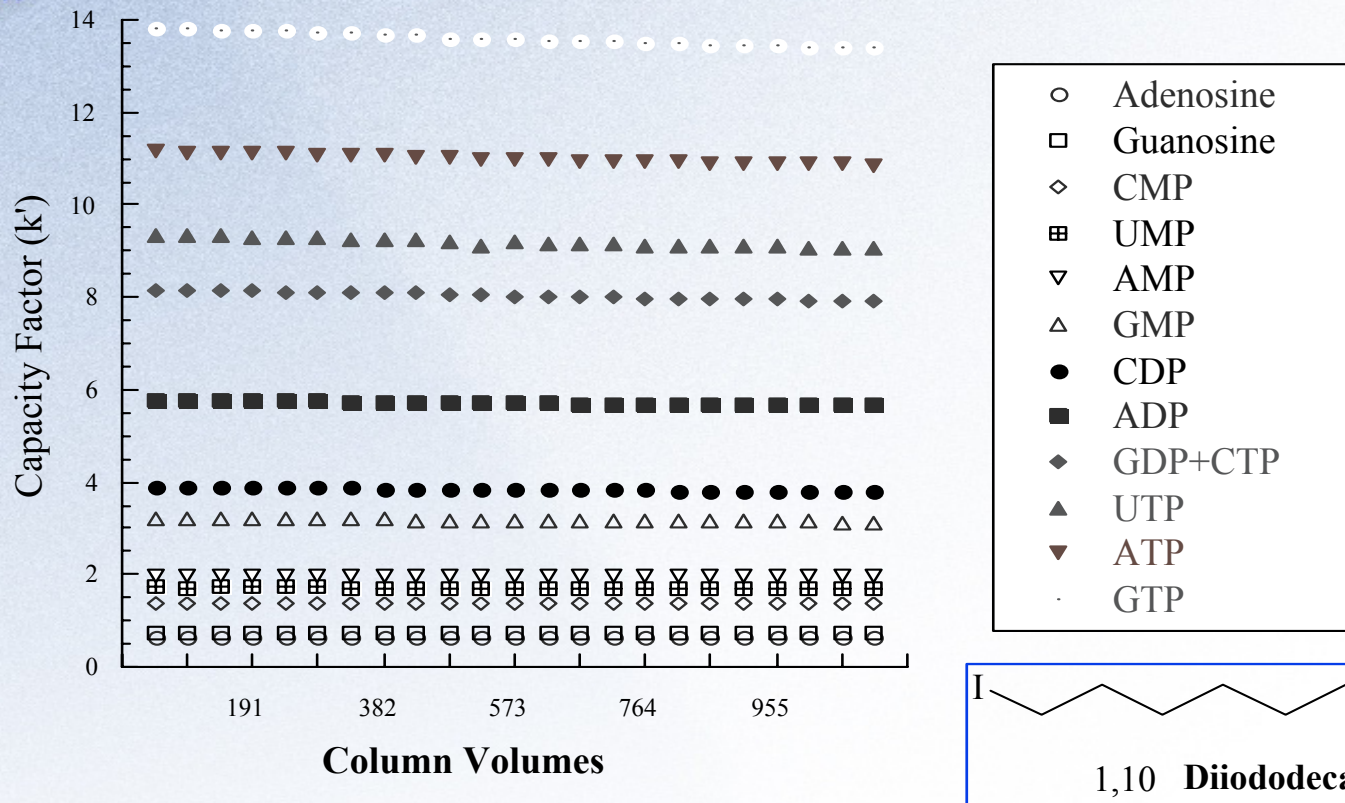 14
12
10
8
6
4
2
0
Capacity Factor (k')
191 382 573 764 955
Column Volumes
Adenosine
Guanosine
CMP
UMP
AMP
GMP
CDP
ADP
GDP+CTP
UTP
ATP
GTP
I
1,10 Diiododeca